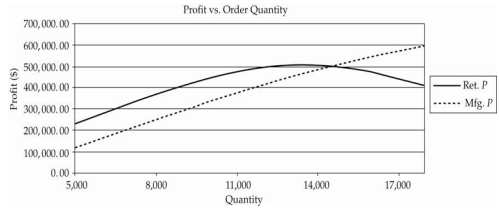 Profit vs. Order Quantity
Profit ($)
700,000.00
600,000.00
500,000.00
400,000.00
300,000.00
200,000.00
100,000.00
0.00
5,000 8,000 11,000 14,000 17,000
Quantity
Ret. P
Mfg. P